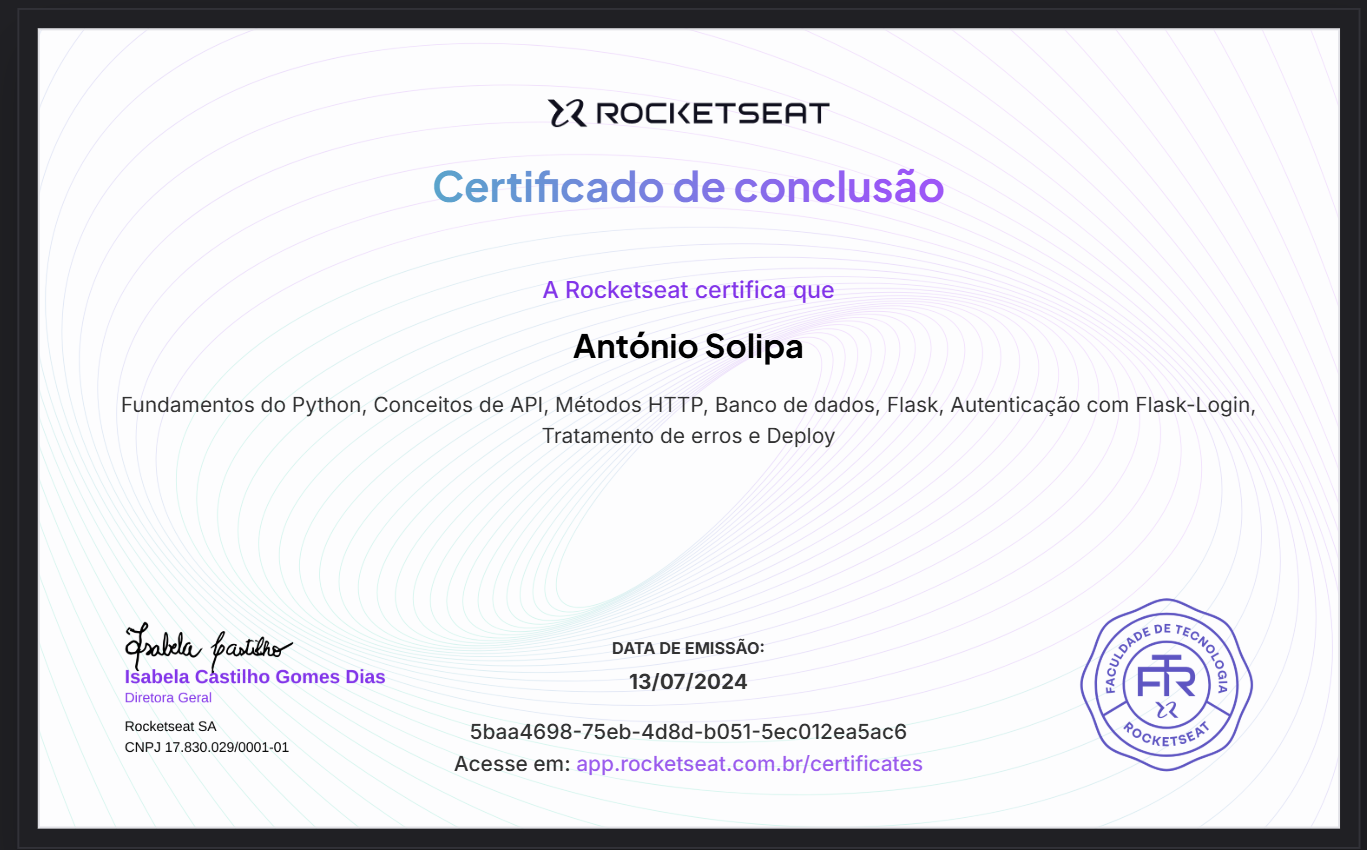 ROCKETSEAT
Certificado de conclusão
A Rocketseat certifica que
António Solipa
Fundamentos do Python, Conceitos de API, Métodos HTTP, Banco de dados, Flask, Autenticação com Flask-Login,
Tratamento de erros e Deploy
Isabela Castilho
Isabela Castilho Gomes Dias
Diretora Geral
Rocketseat SA
CNPJ 17.830.029/0001-01
DATA DE EMISSÃO:
13/07/2024
5baa4698-75eb-4d8d-b051-5ec012ea5ac6
Acesse em: app.rocketseat.com.br/certificates
FACULDADE DE TECNOLOGIA
FTR
ROCKETSEAT